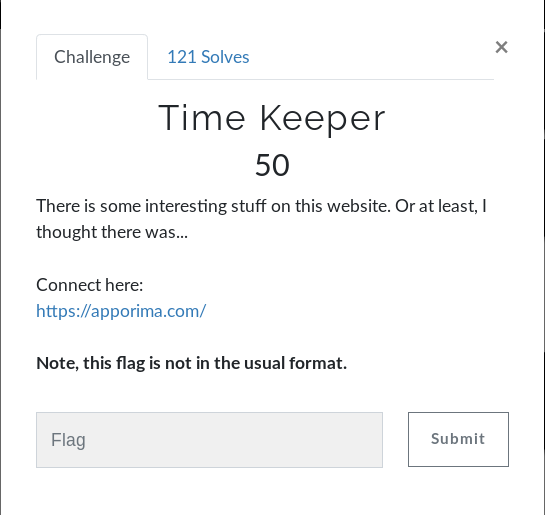 Challenge
121 Solves
×
Time Keeper
50
There is some interesting stuff on this website. Or at least, I
thought there was...
Connect here:
https://apporima.com/
Note, this flag is not in the usual format.
Flag
Submit